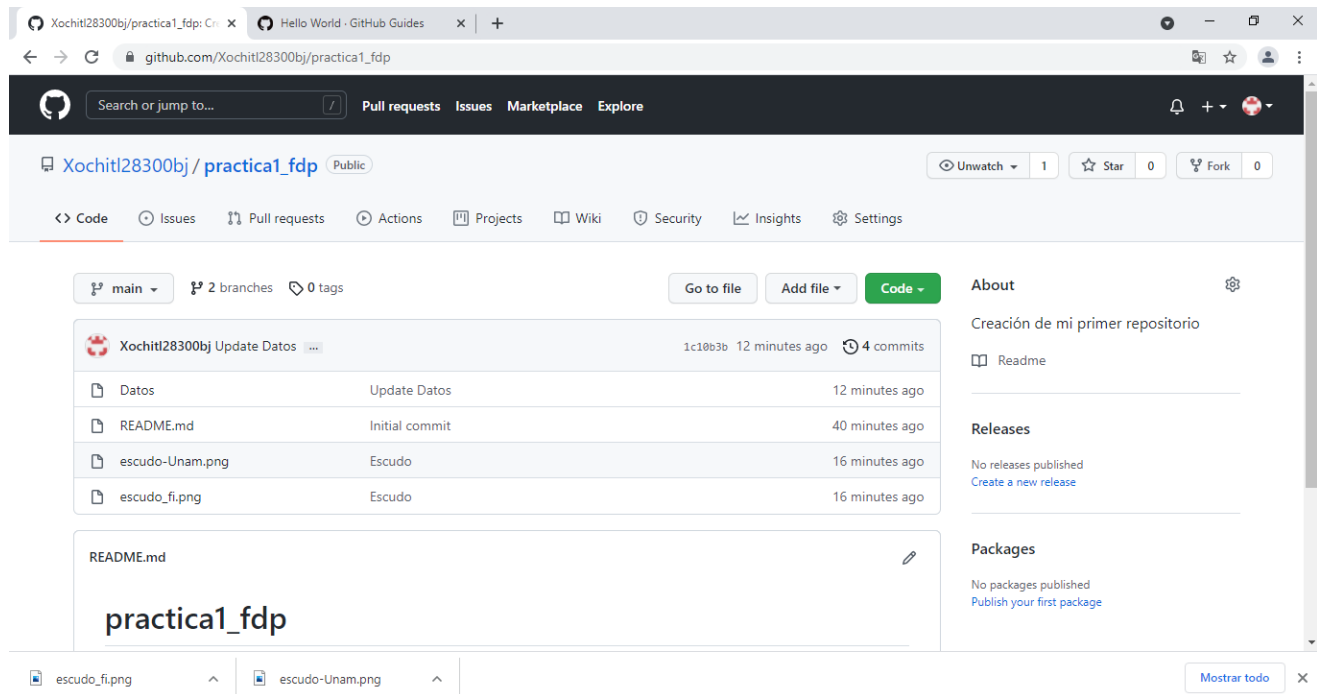 Xochitl28300bj/practica1_fdp: Cre
Hello World · GitHub Guides
github.com/Xochitl28300bj/practica1_fdp
Search or jump to...
/
Pull requests Issues Marketplace Explore
Xochitl28300bj / practica1_fdp Public
Unwatch 1 Star 0 Fork 0
Code Issues Pull requests Actions Projects Wiki Security Insights Settings
main 2 branches 0 tags
Go to file Add file Code
Xochitl28300bj Update Datos ... 1c10b3b 12 minutes ago 4 commits
Datos Update Datos 12 minutes ago
README.md Initial commit 40 minutes ago
escudo-Unam.png Escudo 16 minutes ago
escudo_fi.png Escudo 16 minutes ago
README.md
practica1_fdp
About
Creación de mi primer repositorio
Readme
Releases
No releases published
Create a new release
Packages
No packages published
Publish your first package
escudo_fi.png escudo-Unam.png Mostrar todo